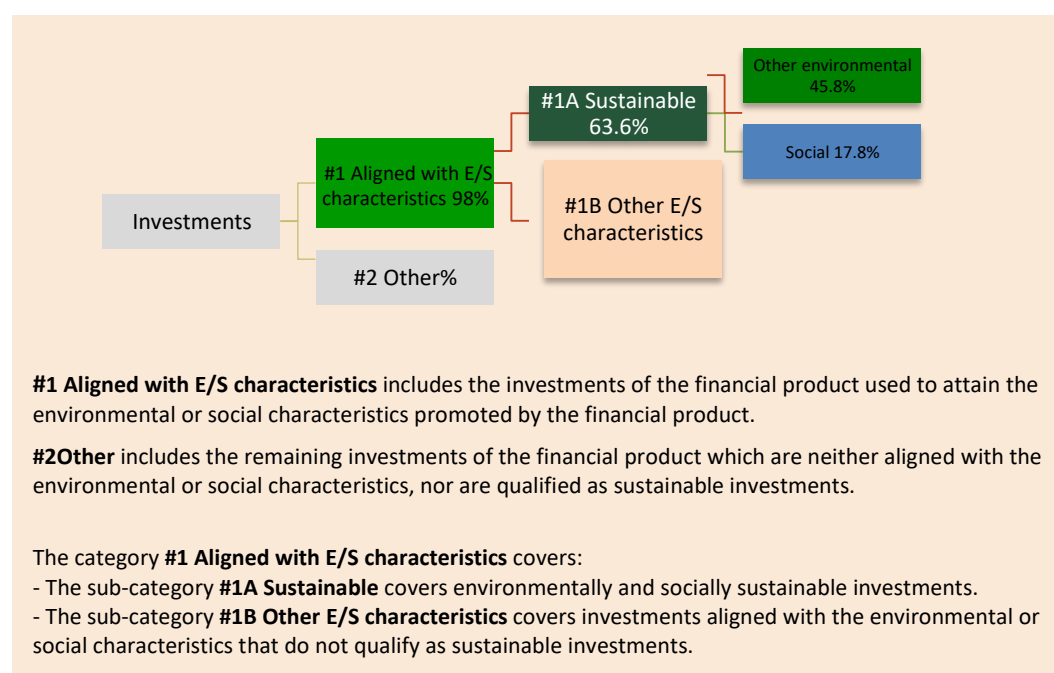 Other environmental
45.8%
#1A Sustainable
63.6%
Social 17.8%
#1 Aligned with E/S
characteristics 98%
#1B Other E/S
characteristics
Investments
#2 Other%
#1 Aligned with E/S characteristics includes the investments of the financial product used to attain the
environmental or social characteristics promoted by the financial product.
#2Other includes the remaining investments of the financial product which are neither aligned with the
environmental or social characteristics, nor are qualified as sustainable investments.
The category #1 Aligned with E/S characteristics covers:
- The sub-category #1A Sustainable covers environmentally and socially sustainable investments.
- The sub-category #1B Other E/S characteristics covers investments aligned with the environmental or
social characteristics that do not qualify as sustainable investments.